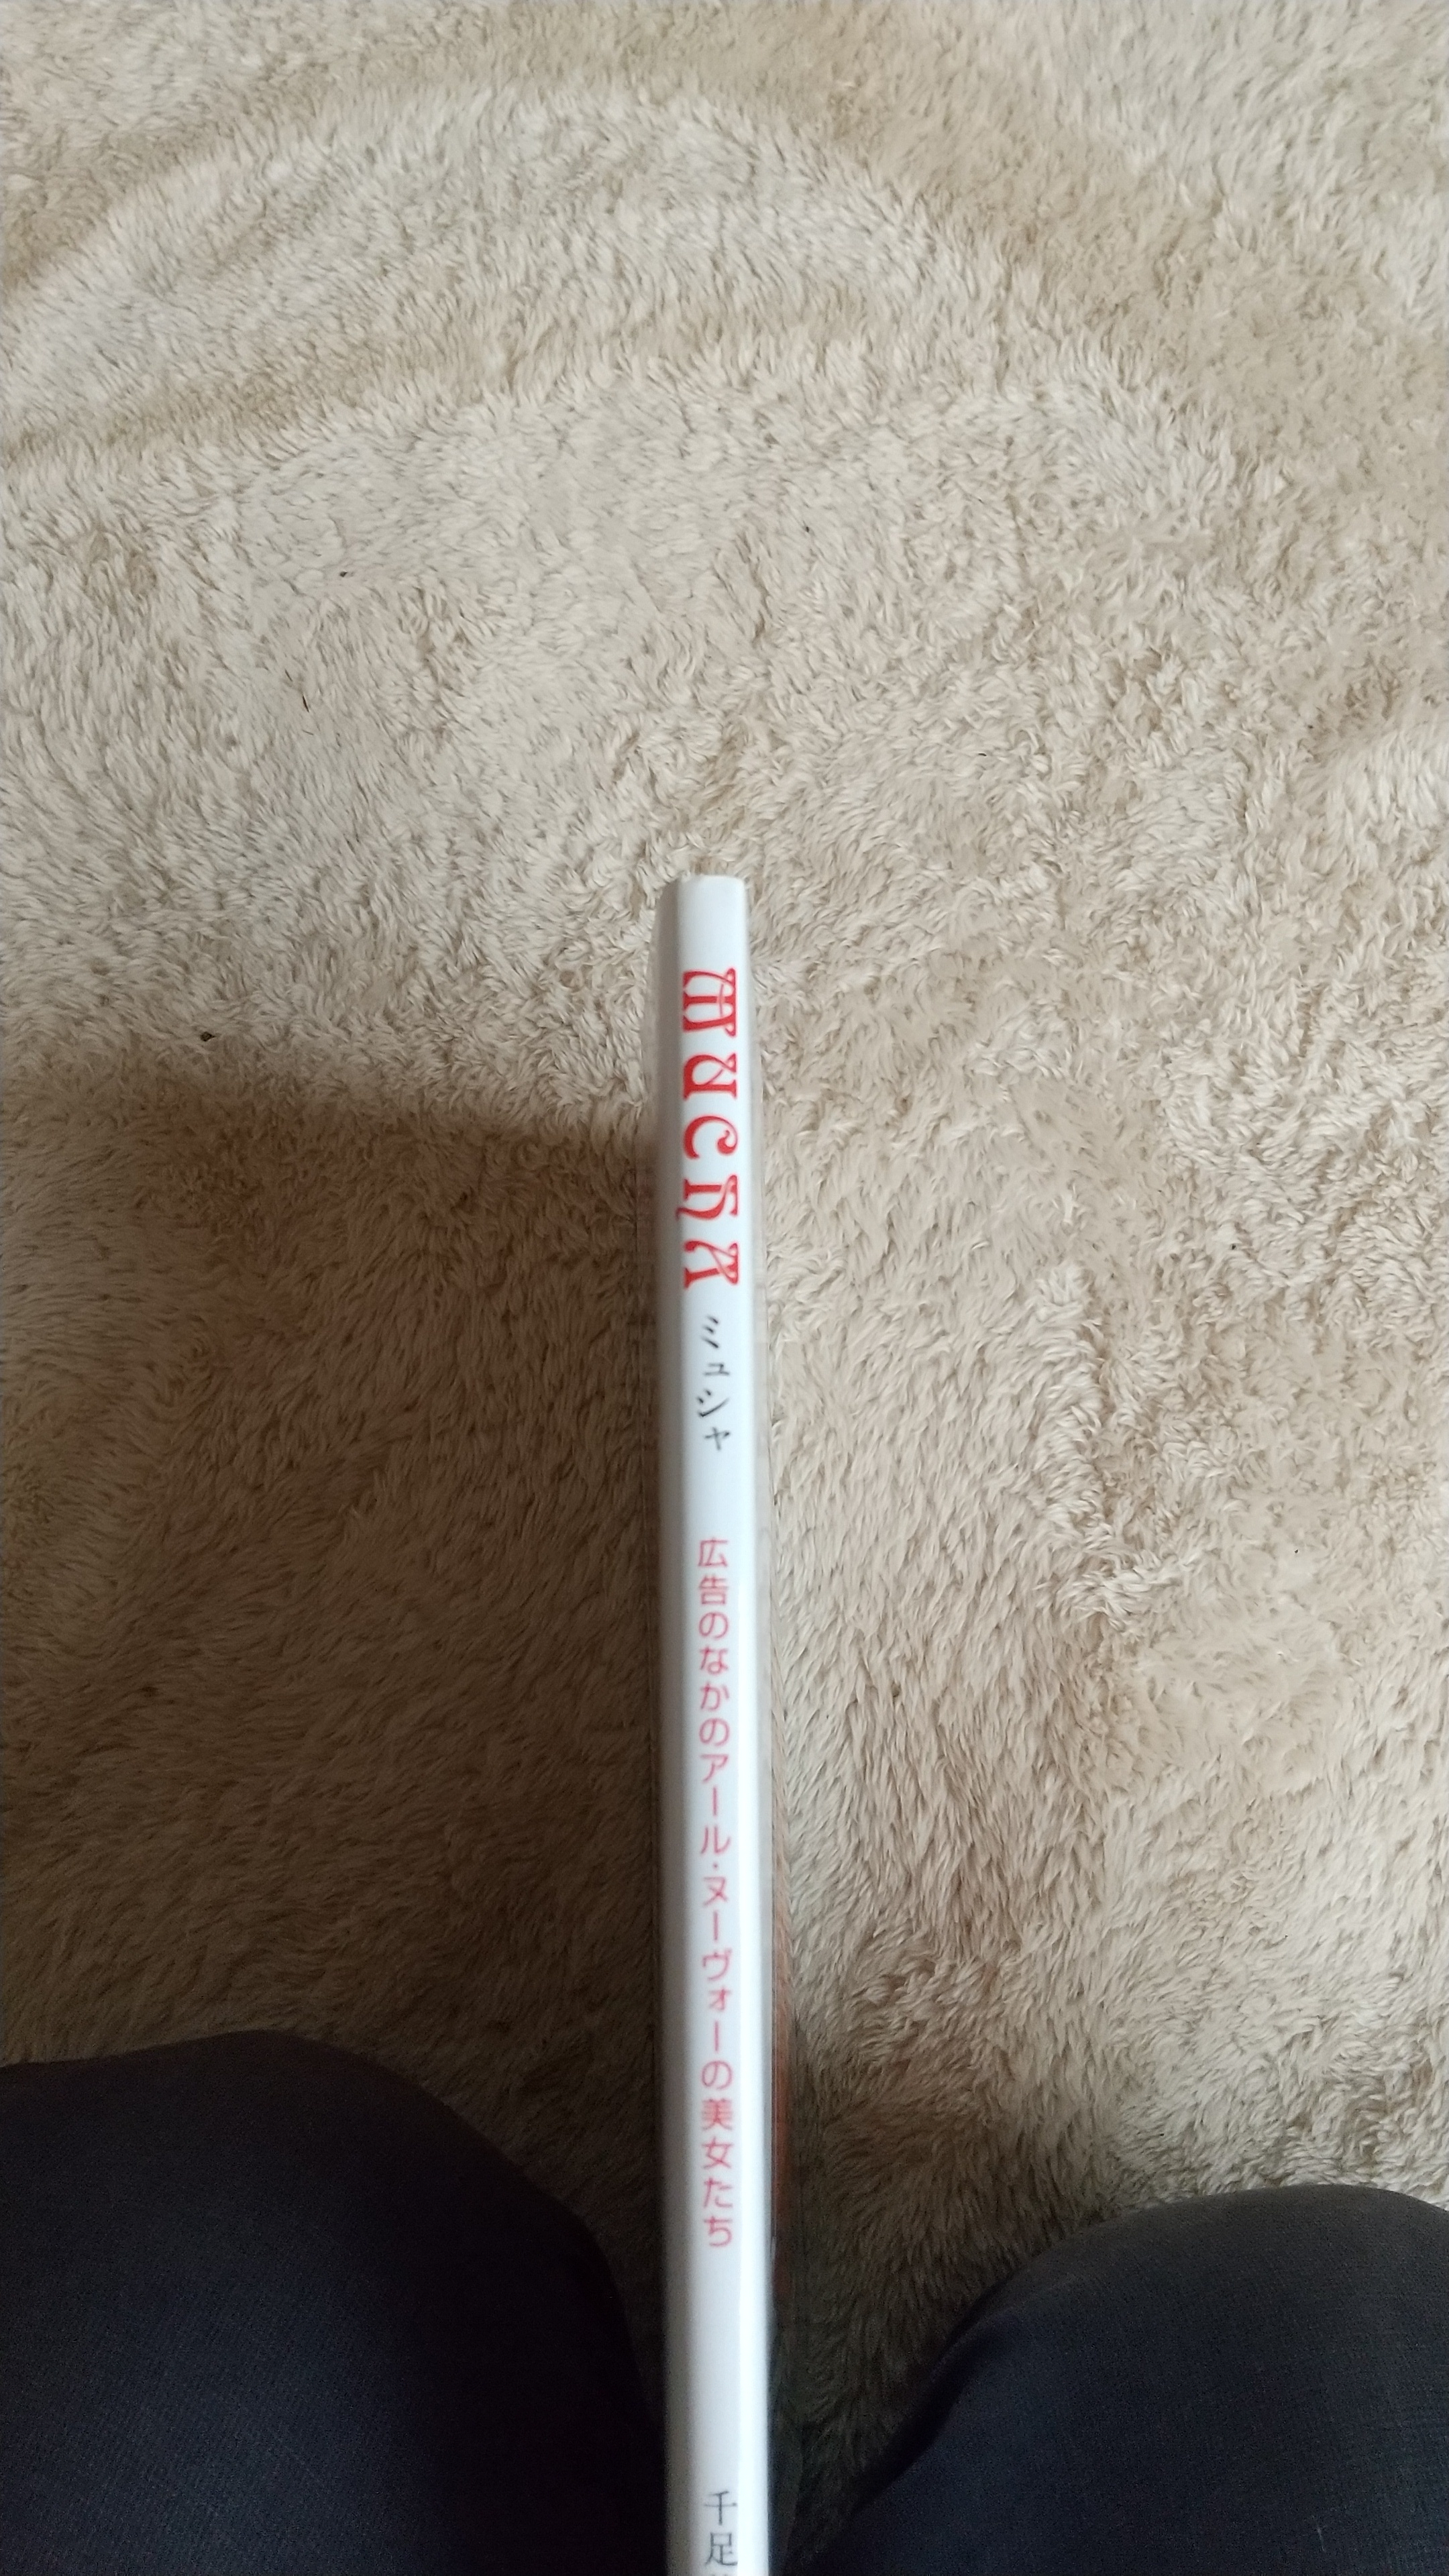 mucha
ミュシャ
広告のなかのアール・ヌーヴォーの美女たち
千足